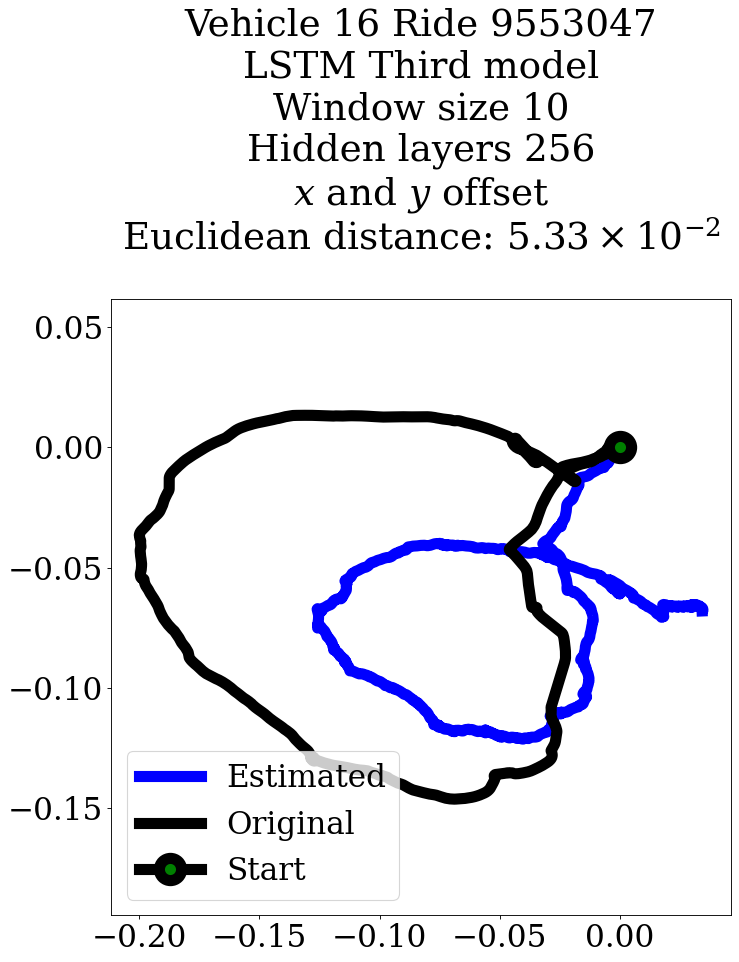 Vehicle 16 Ride 9553047
LSTM Third model
Window size 10
Hidden layers 256
x and y offset
Euclidean distance: 5.33 × 10⁻²
0.05
0.00
−0.05
−0.10
−0.15
Estimated
Original
Start
−0.20 −0.15 −0.10 −0.05 0.00